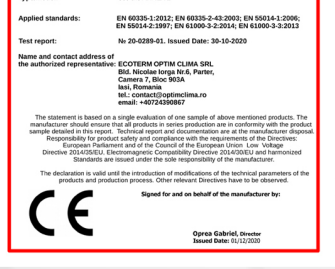 Applied standards: EN 60335-1:2012; EN 60335-2-43:2003; EN 55014-1:2006;
EN 55014-2:1997; EN 61000-3-2:2014; EN 61000-3-3:2013
Test report: № 20-0289-01. Issued Date: 30-10-2020
Name and contact address of
the authorized representative: ECOTERM OPTIM CLIMA SRL
Bld. Nicolae Iorga Nr.6, Parter,
Camera 7, Bloc 903A
Iasi, Romania
tel.: contact@optimclima.ro
email: +40724390867
The statement is based on a single evaluation of one sample of above mentioned products. The
manufacturer should ensure that all products in series production are in conformity with the product
sample detailed in this report. Technical report and documentation are at the manufacturer disposal.
Responsibility for product safety and compliance with the requirements of the Directives:
European Parliament and of the Council of the European Union Low Voltage
Directive 2014/35/EU, Electromagnetic Compatibility Directive 2014/30/EU and harmonized
Standards are issued under the sole responsibility of the manufacturer.
The declaration is valid until the introduction of modifications of the technical parameters of the
products and production process. Other relevant Directives have to be observed.
Signed for and on behalf of the manufacturer by:
CE
Oprea Gabriel, Director
Issued Date: 01/12/2020